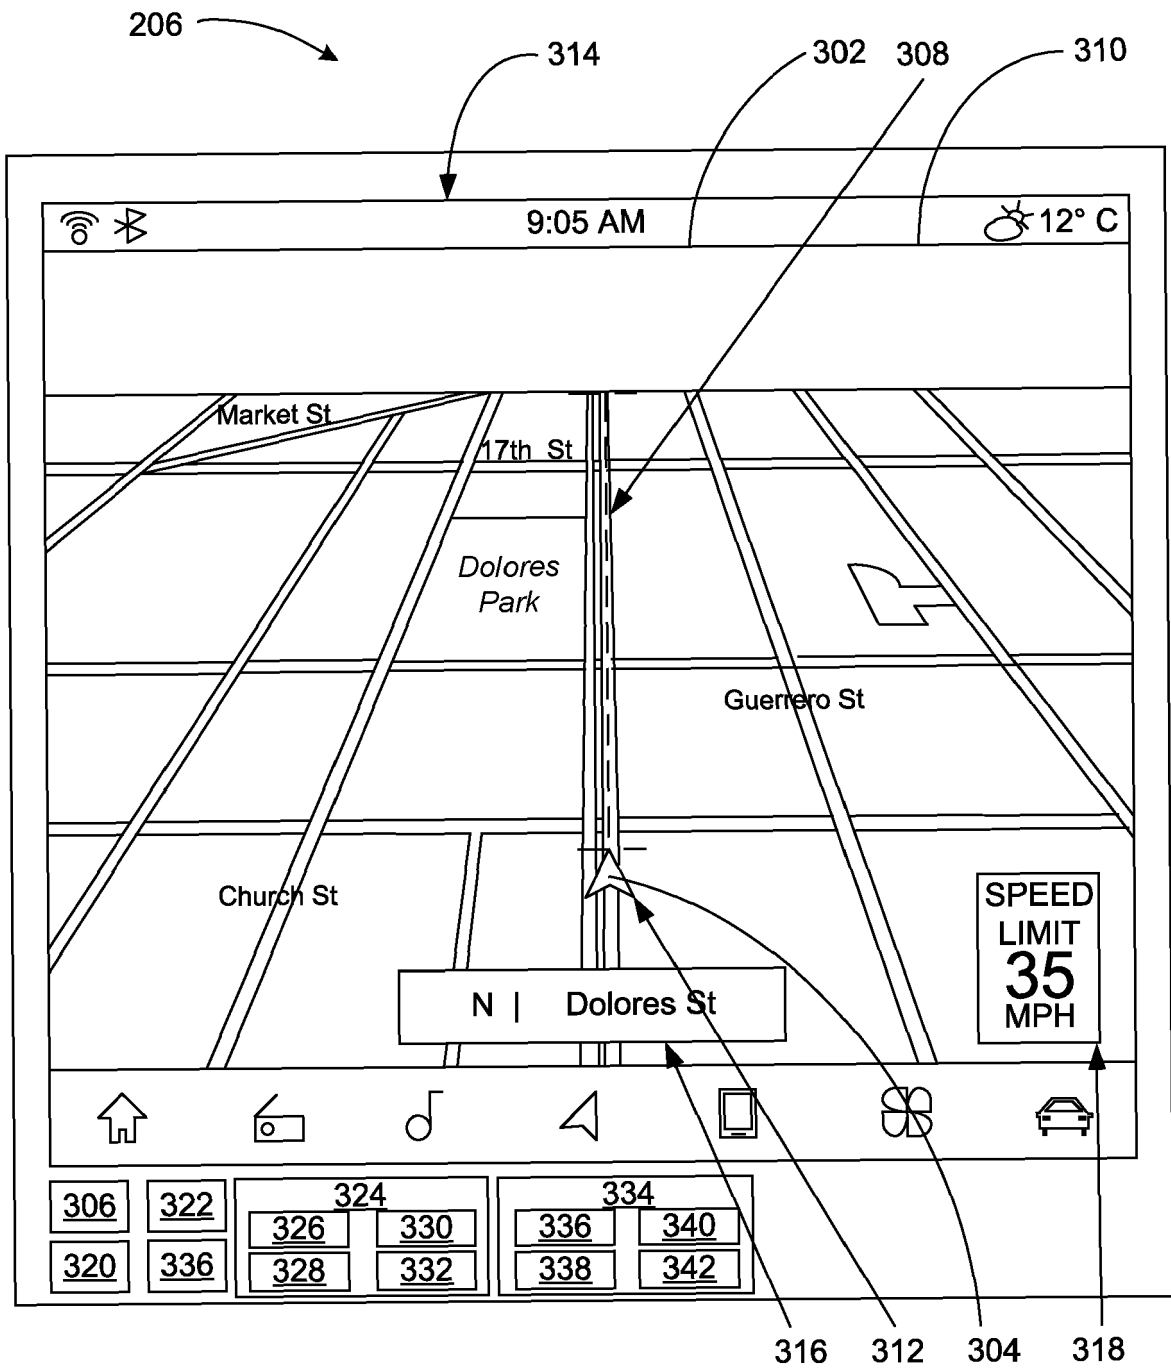 206
314
302
308
310
9:05 AM
12° C
Market St
17th St
Dolores
Park
Guerrero St
Church St
SPEED
LIMIT
35
MPH
N | Dolores St
306 322 324 334
326 330 336 340
320 336 328 332 338 342
316 312 304 318